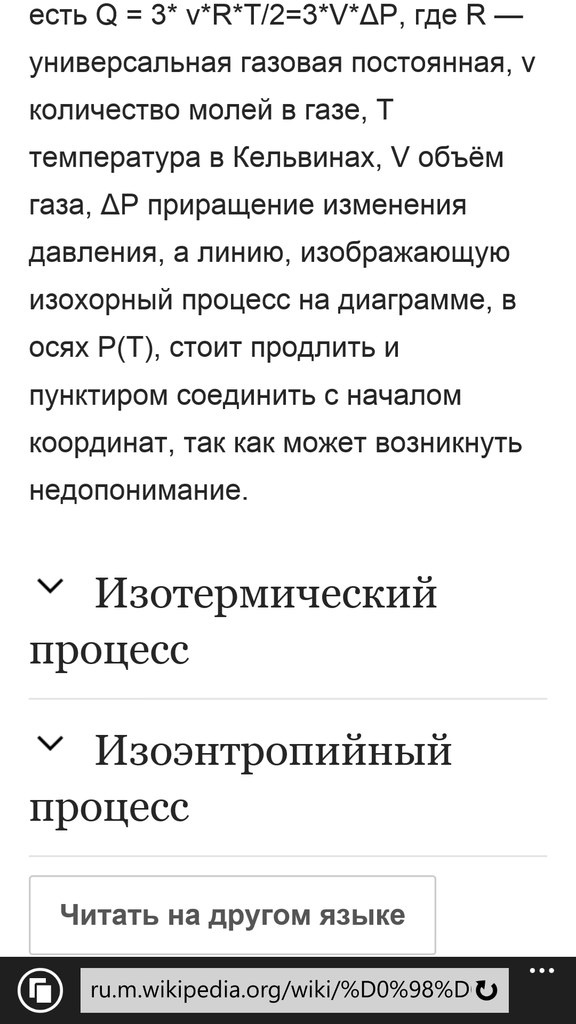 есть Q = 3* v*R*T/2=3*V*ΔP, где R —
универсальная газовая постоянная, v
количество молей в газе, T
температура в Кельвинах, V объём
газа, ΔP приращение изменения
давления, а линию, изображающую
изохорный процесс на диаграмме, в
осях P(T), стоит продлить и
пунктиром соединить с началом
координат, так как может возникнуть
недопонимание.
Изотермический
процесс
Изоэнтропийный
процесс
Читать на другом языке
ru.m.wikipedia.org/wiki/%D0%98%D